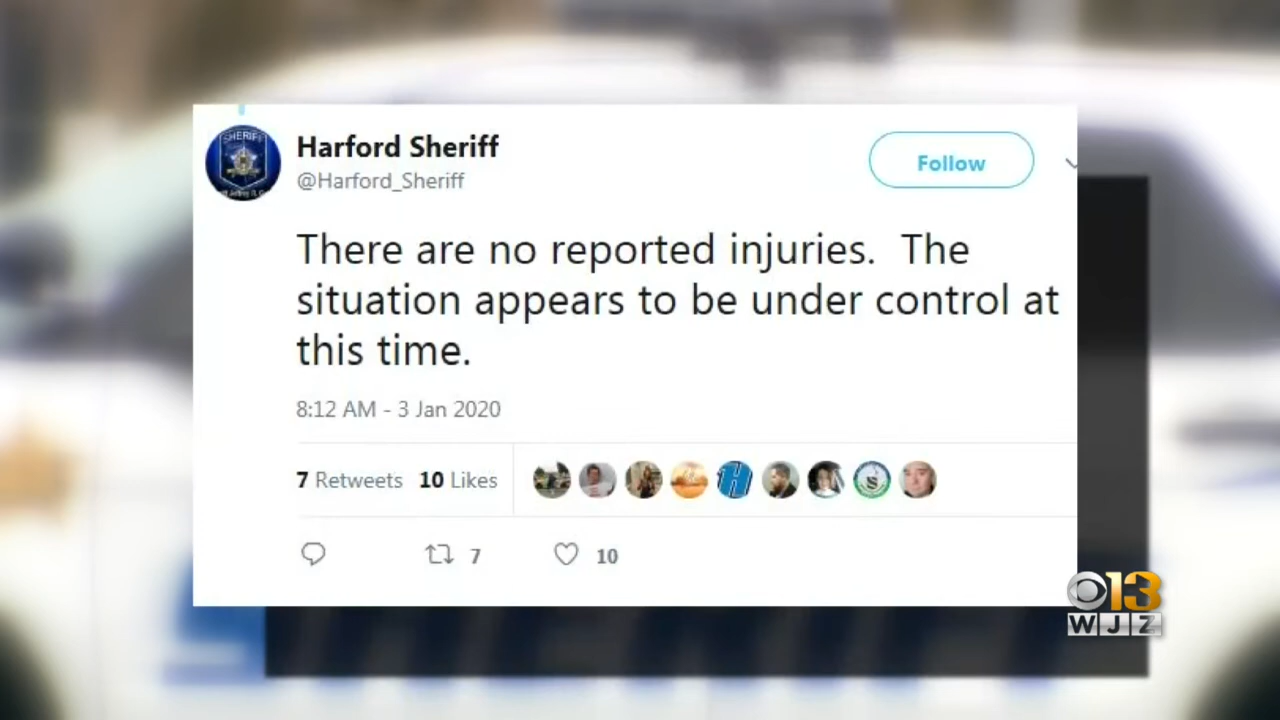 SHERIFF
Harford Sheriff
@Harford_Sheriff
Follow
There are no reported injuries.  The
situation appears to be under control at
this time.
8:12 AM - 3 Jan 2020
7 Retweets 10 Likes
H
S
7
10
13
WJZ